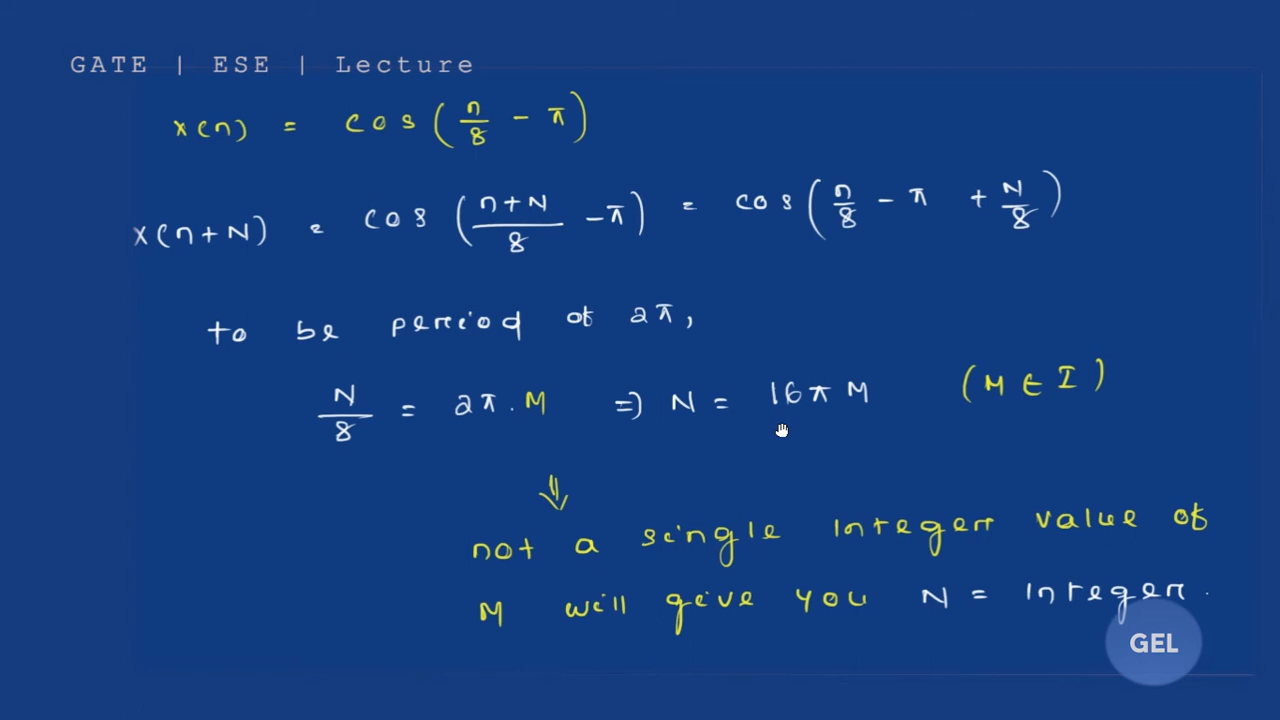 GATE | ESE | Lecture
x(n) = cos(n/8 - π)
x(n+N) = cos((n+N)/8 - π) = cos(n/8 - π + N/8)
to be period of 2π,
N/8 = 2π.M ⇒ N = 16πM (M ∈ I)
⇓
not a single integer value of
M will give you N = Integer.
GEL